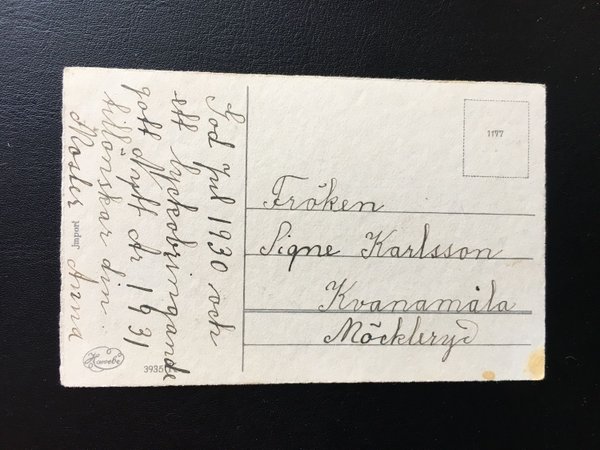 God Jul 1930 och
ett lyckobringande
gott Nytt År 1931
tillönskar din
Moster Anna
Import
3935
1177
Fröken
Signe Karlsson
Kvanamåla
Möckleryd